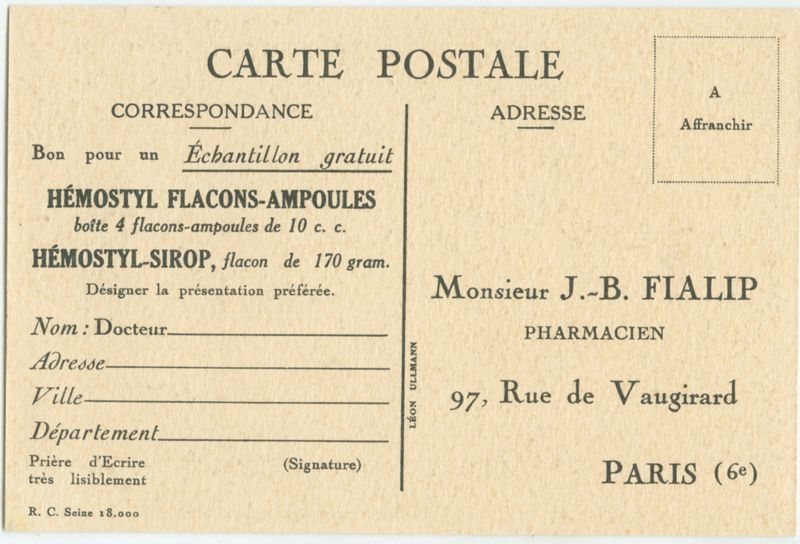 CARTE POSTALE
CORRESPONDANCE
Bon pour un Échantillon gratuit
HÉMOSTYL FLACONS-AMPOULES
boîte 4 flacons-ampoules de 10 c. c.
HÉMOSTYL-SIROP, flacon de 170 gram.
Désigner la présentation préférée.
Nom : Docteur
Adresse
Ville
Département
Prière d'Ecrire
très lisiblement
(Signature)
R. C. Seine 18.000
LÉON ULLMANN
ADRESSE
A
Affranchir
Monsieur J.-B. FIALIP
PHARMACIEN
97, Rue de Vaugirard
PARIS (6e)